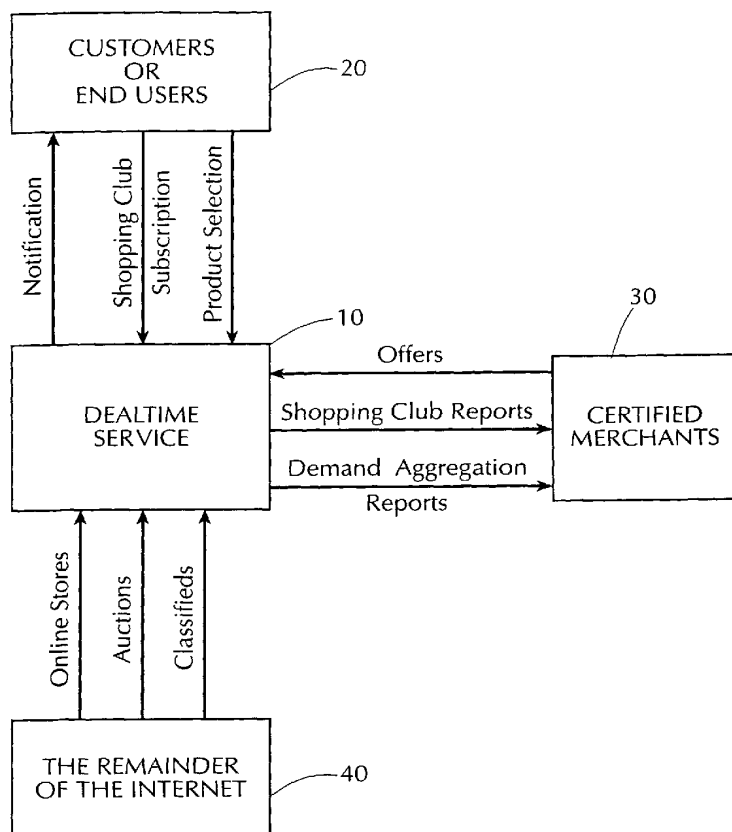 CUSTOMERS
OR
END USERS
20
Notification
Shopping Club
Subscription
Product Selection
10
DEALTIME
SERVICE
Offers
Shopping Club Reports
Demand Aggregation
Reports
30
CERTIFIED
MERCHANTS
Online Stores
Auctions
Classifieds
THE REMAINDER
OF THE INTERNET
40